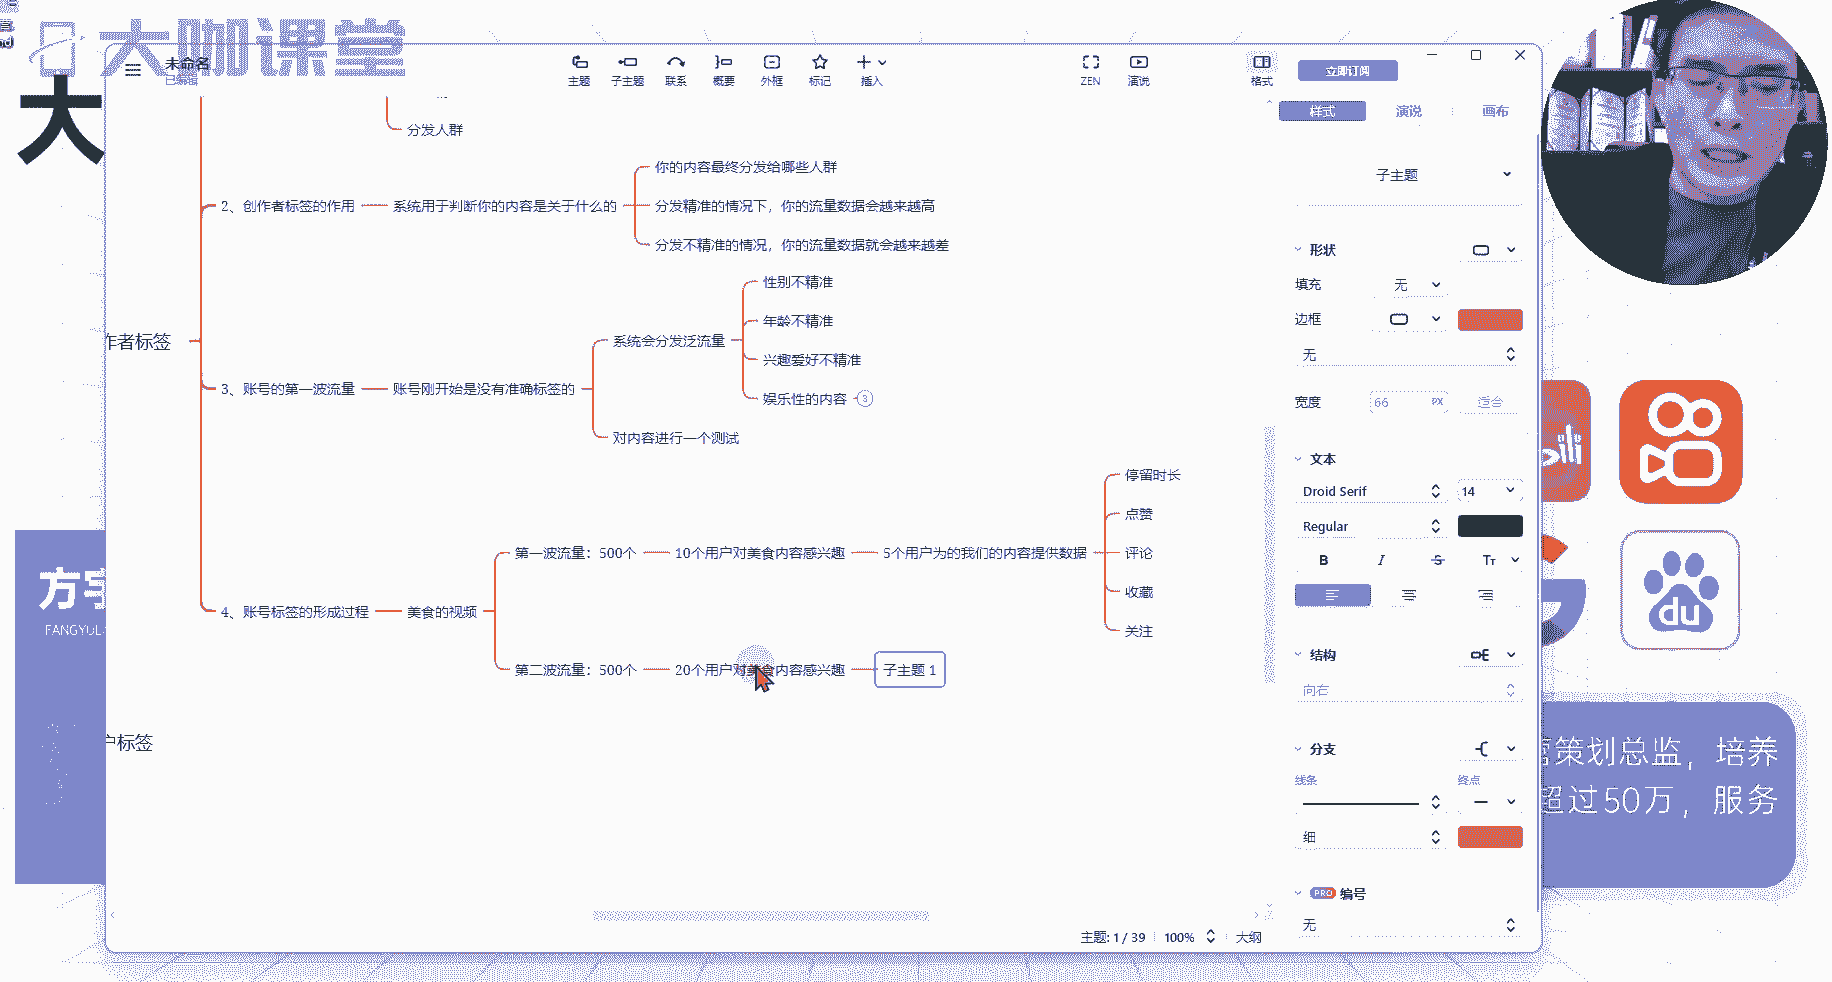 大咖课堂
大
未命名
已编辑
主题
子主题
联系
概要
外框
标记
插入
ZEN
演说
格式
立即订阅
样式
演说
画布
分发人群
你的内容最终分发给哪些人群
2、创作者标签的作用
系统用于判断你的内容是关于什么的
分发精准的情况下，你的流量数据会越来越高
分发不精准的情况，你的流量数据就会越来越差
性别不精准
年龄不精准
作者标签
系统会分发泛流量
兴趣爱好不精准
3、账号的第一波流量
账号刚开始是没有准确标签的
娱乐性的内容
3
对内容进行一个测试
停留时长
点赞
第一波流量：500个
10个用户对美食内容感兴趣
5个用户为的我们的内容提供数据
评论
收藏
4、账号标签的形成过程
美食的视频
关注
第二波流量：500个
20个用户对美食内容感兴趣
子主题 1
户标签
子主题
形状
填充
无
边框
无
宽度
66
PX
适合
文本
Droid Serif
14
Regular
B
I
S
TT
结构
向右
分支
线条
终点
细
PRO
编号
无
主题: 1 / 39
100%
大纲
方宇
FANGYUE
du
营策划总监，培养
超过50万，服务